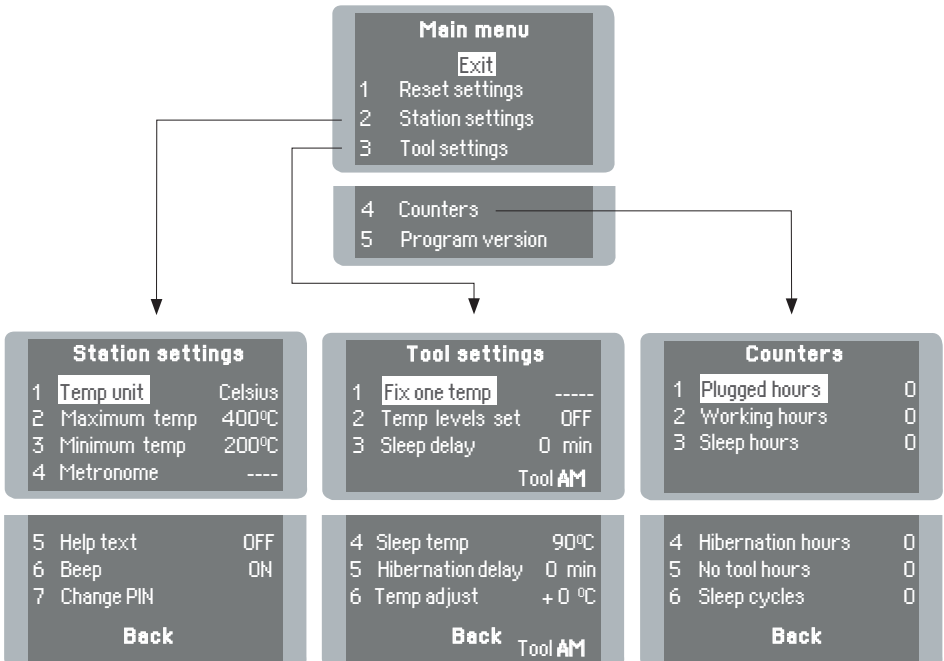 Main menu
Exit
1 Reset settings
2 Station settings
3 Tool settings
4 Counters
5 Program version
Station settings
1 Temp unit Celsius
2 Maximum temp 400ºC
3 Minimum temp 200ºC
4 Metronome ----
5 Help text OFF
6 Beep ON
7 Change PIN
Back
Tool settings
1 Fix one temp -----
2 Temp levels set OFF
3 Sleep delay 0 min
Tool AM
4 Sleep temp 90ºC
5 Hibernation delay 0 min
6 Temp adjust +0 ºC
Back Tool AM
Counters
1 Plugged hours 0
2 Working hours 0
3 Sleep hours 0
4 Hibernation hours 0
5 No tool hours 0
6 Sleep cycles 0
Back